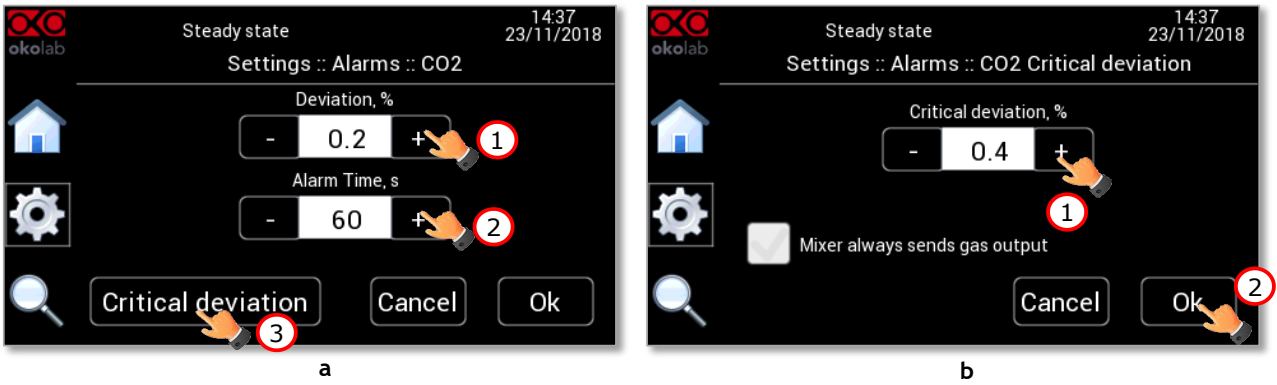 okolab
Steady state
14:37
23/11/2018
Settings :: Alarms :: CO2
Deviation, %
- 0.2 +
1
Alarm Time, s
- 60 +
2
Critical deviation
Cancel
Ok
3
a
okolab
Steady state
14:37
23/11/2018
Settings :: Alarms :: CO2 Critical deviation
Critical deviation, %
- 0.4 +
1
Mixer always sends gas output
Cancel
Ok
2
b